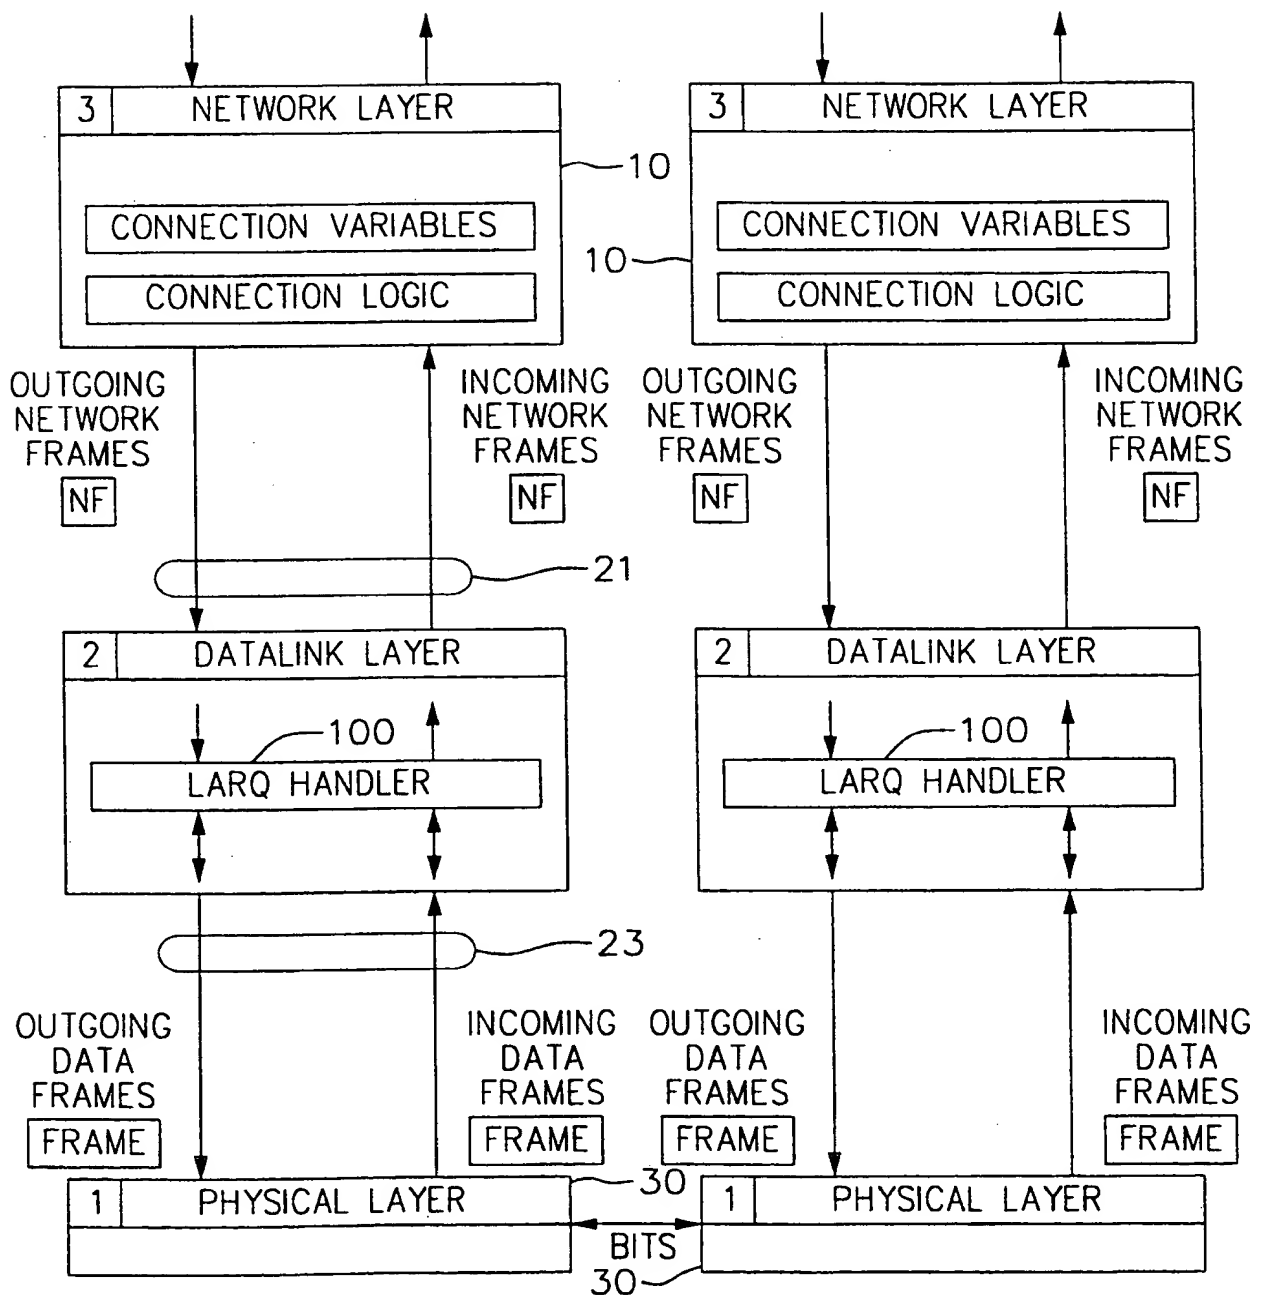 3 NETWORK LAYER
10
CONNECTION VARIABLES
CONNECTION LOGIC
3 NETWORK LAYER
10
CONNECTION VARIABLES
CONNECTION LOGIC
OUTGOING
NETWORK
FRAMES
NF
INCOMING
NETWORK
FRAMES
NF
OUTGOING
NETWORK
FRAMES
NF
INCOMING
NETWORK
FRAMES
NF
21
2 DATALINK LAYER
100
LARQ HANDLER
2 DATALINK LAYER
100
LARQ HANDLER
23
OUTGOING
DATA
FRAMES
FRAME
INCOMING
DATA
FRAMES
FRAME
OUTGOING
DATA
FRAMES
FRAME
INCOMING
DATA
FRAMES
FRAME
1 PHYSICAL LAYER
30
BITS
30
1 PHYSICAL LAYER